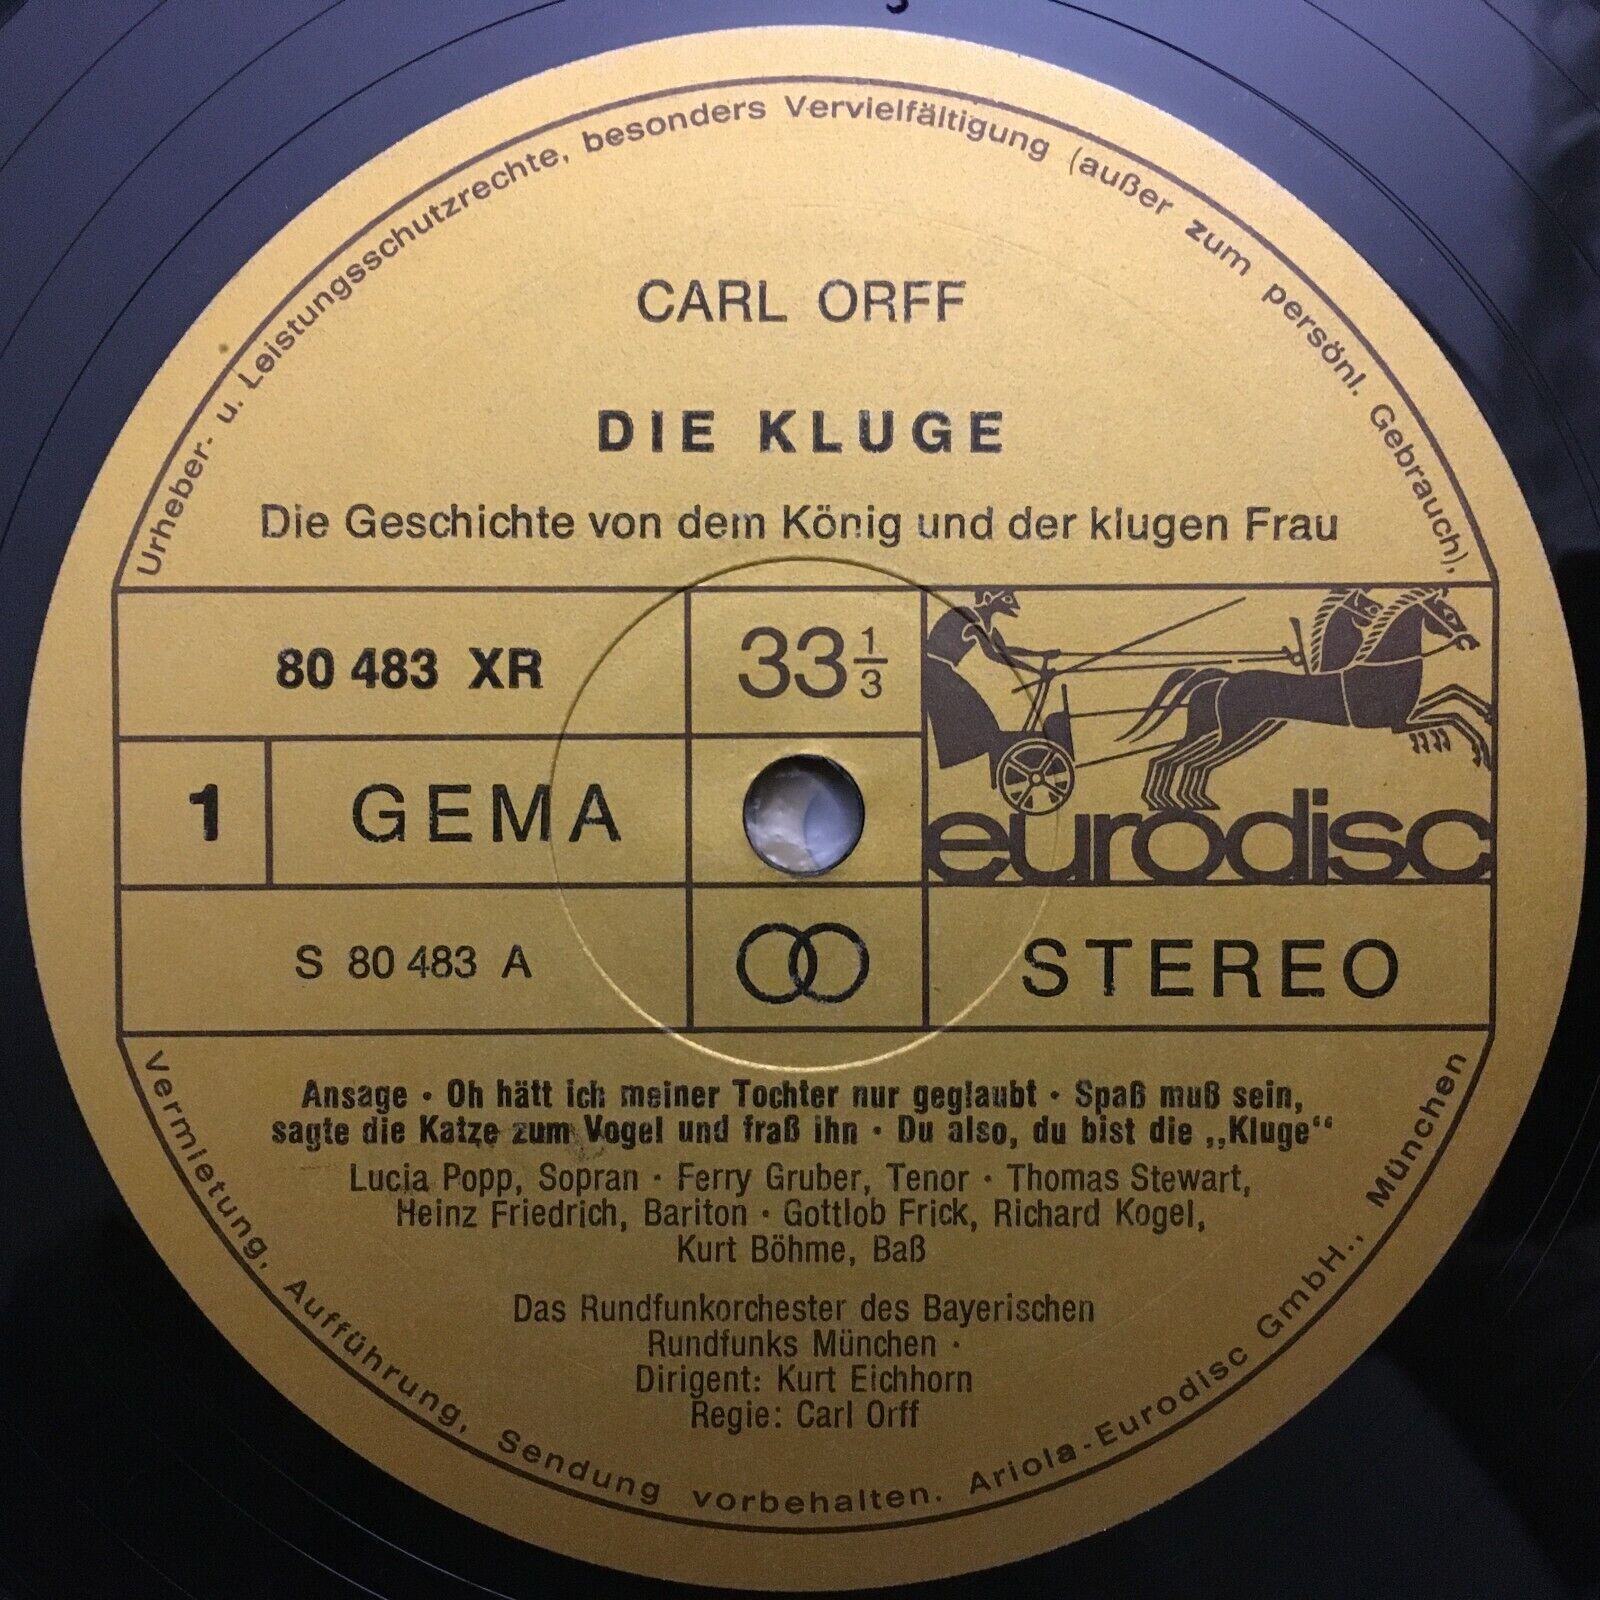 Urheber- u. Leistungsschutzrechte, besonders Vervielfältigung (außer zum persönl. Gebrauch),
CARL ORFF
DIE KLUGE
Die Geschichte von dem König und der klugen Frau
80 483 XR
33 1/3
1
GEMA
eurodisc
S 80 483 A
STEREO
Ansage · Oh hätt ich meiner Tochter nur geglaubt · Spaß muß sein,
sagte die Katze zum Vogel und fraß ihn · Du also, du bist die „Kluge“
Lucia Popp, Sopran · Ferry Gruber, Tenor · Thomas Stewart,
Heinz Friedrich, Bariton · Gottlob Frick, Richard Kogel,
Kurt Böhme, Baß
Das Rundfunkorchester des Bayerischen
Rundfunks München ·
Dirigent: Kurt Eichhorn
Regie: Carl Orff
Vermietung, Aufführung, Sendung vorbehalten. Ariola-Eurodisc GmbH., München